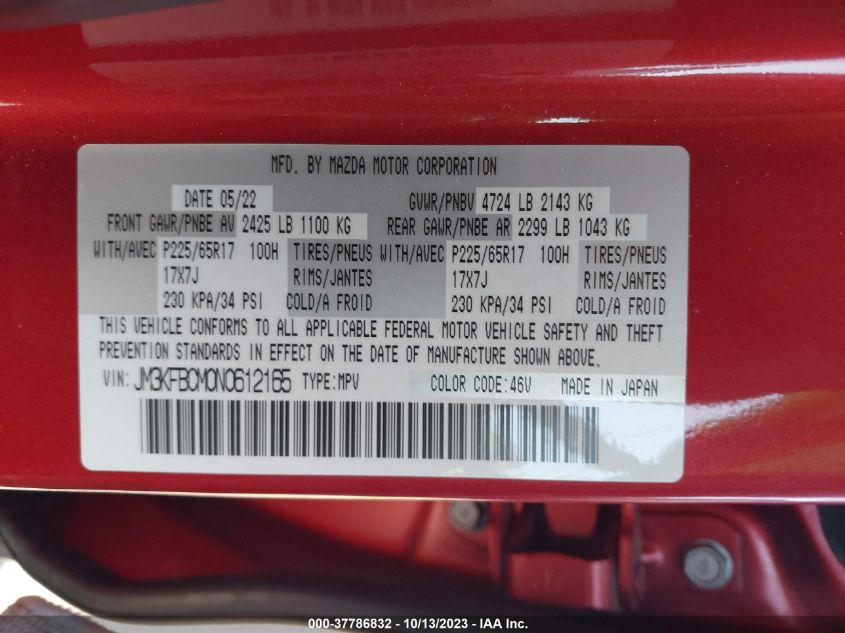 MFD. BY MAZDA MOTOR CORPORATION
DATE 05/22 GVWR/PNBV 4724 LB 2143 KG
FRONT GAWR/PNBE AV 2425 LB 1100 KG REAR GAWR/PNBE AR 2299 LB 1043 KG
WITH/AVEC P225/65R17 100H TIRES/PNEUS WITH/AVEC P225/65R17 100H TIRES/PNEUS
17X7J RIMS/JANTES 17X7J RIMS/JANTES
230 KPA/34 PSI COLD/A FROID 230 KPA/34 PSI COLD/A FROID
THIS VEHICLE CONFORMS TO ALL APPLICABLE FEDERAL MOTOR VEHICLE SAFETY AND THEFT
PREVENTION STANDARDS IN EFFECT ON THE DATE OF MANUFACTURE SHOWN ABOVE.
VIN: JM3KFBCM0N0612165 TYPE:MPV COLOR CODE:46V MADE IN JAPAN
000-37786832 - 10/13/2023 - IAA Inc.